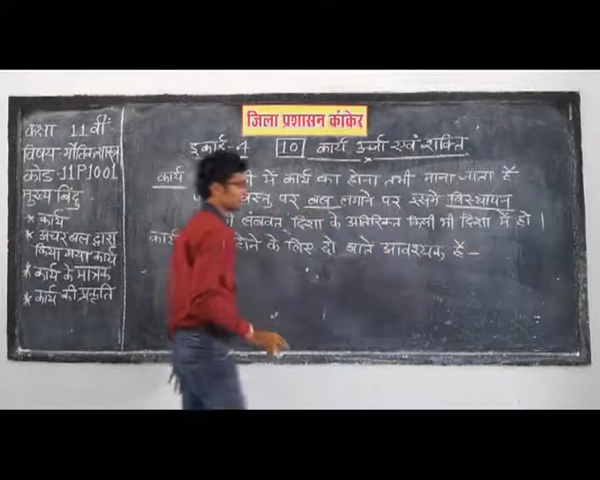 जिला प्रशासन कांकेर
कक्षा 11वीं
विषय-भौतिकशास्त्र
कोड-11P1001
मुख्य बिंदु
* कार्य
* अचर बल द्वारा
किया गया कार्य
* कार्य के मात्रक
* कार्य की प्रकृति
इकाई-4 10 कार्य ऊर्जा एवं शक्ति
कार्य में कार्य का होना तभी माना जाता है
वस्तु पर बल लगाने पर इसमें विस्थापन
लंबवत दिशा के अतिरिक्त किसी भी दिशा में हो ।
होने के लिए दो बातें आवश्यक हैं-